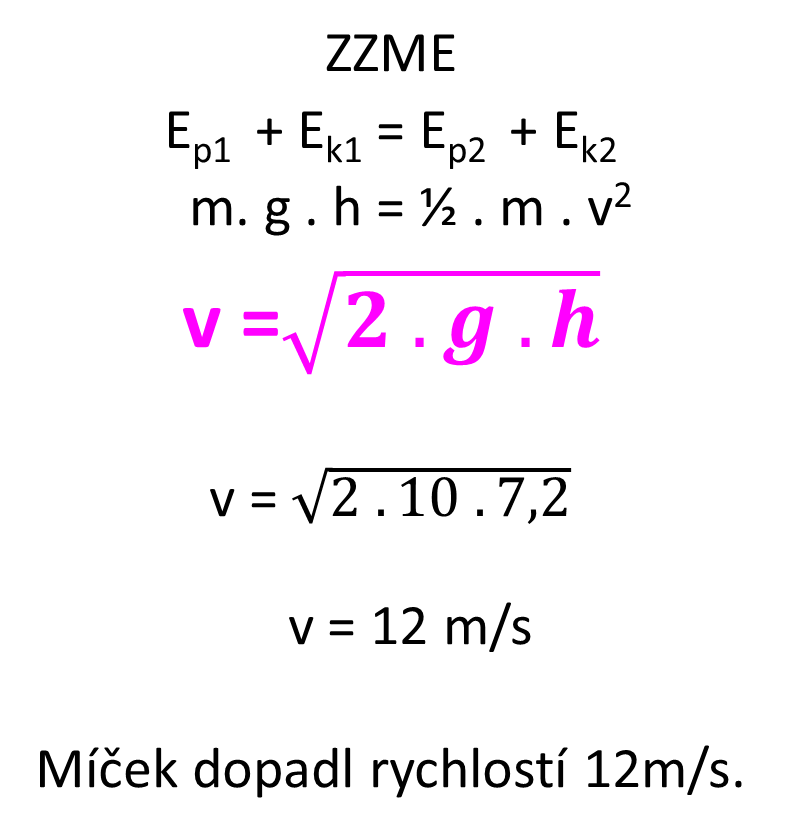 ZZME
Eₚ₁ + Eₖ₁ = Eₚ₂ + Eₖ₂
m. g . h = ½ . m . v²
v =√2 . g . h
v = √2 . 10 . 7,2
v = 12 m/s
Míček dopadl rychlostí 12m/s.